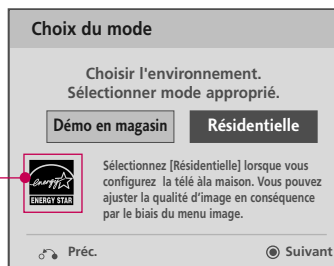 Choix du mode
Choisir l'environnement.
Sélectionner mode approprié.
Démo en magasin
Résidentielle
energy
ENERGY STAR
Sélectionnez [Résidentielle] lorsque vous
configurez la télé àla maison. Vous pouvez
ajuster la qualité d'image en conséquence
par le biais du menu image.
Préc.
Suivant